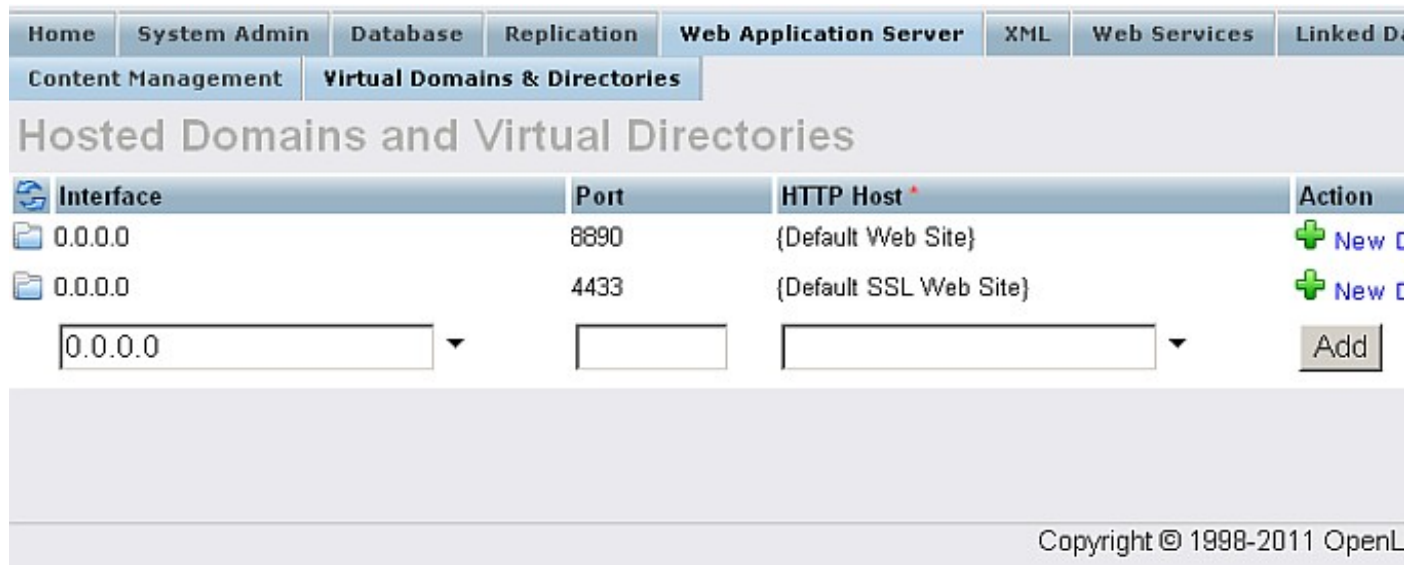 Home System Admin Database Replication Web Application Server XML Web Services Linked
Content Management Virtual Domains & Directories
Hosted Domains and Virtual Directories
Interface Port HTTP Host * Action
0.0.0.0 8890 {Default Web Site} New
0.0.0.0 4433 {Default SSL Web Site} New
0.0.0.0 Add
Copyright © 1998-2011 OpenL